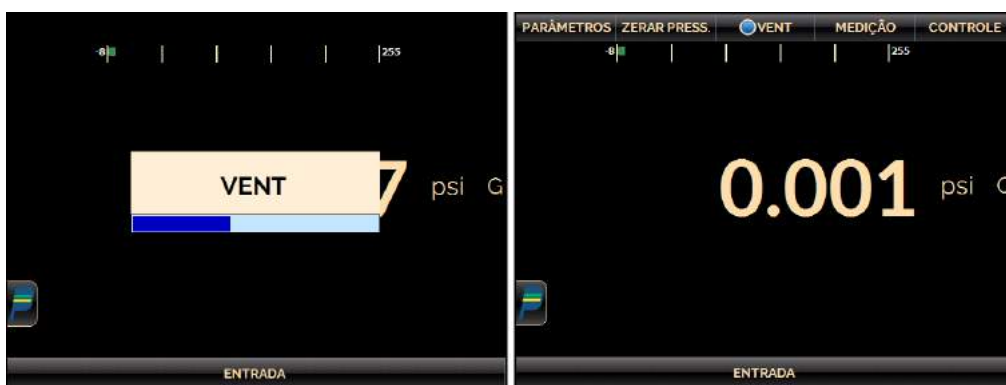 -8 255
VENT
7 psi G
ENTRADA
PARÂMETROS ZERAR PRESS. VENT MEDIÇÃO CONTROLE
-8 255
0.001 psi
ENTRADA